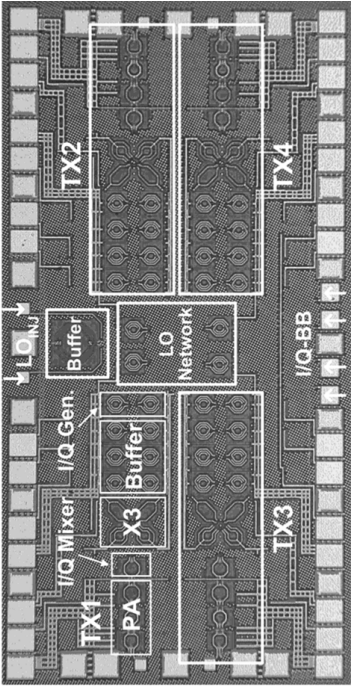 TX2
TX4
LO_INJ
Buffer
LO
Network
I/Q-BB
I/Q Gen.
Buffer
X3
I/Q Mixer
TX1
PA
TX3